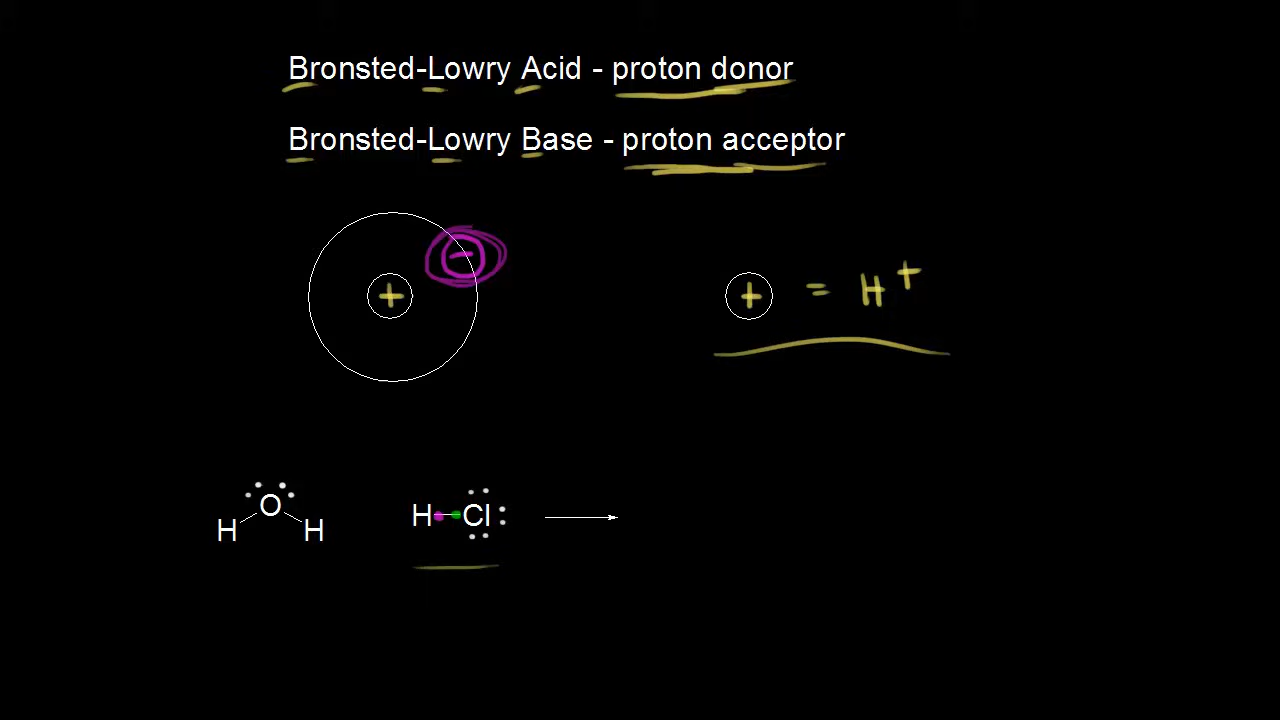 Bronsted-Lowry Acid - proton donor
Bronsted-Lowry Base - proton acceptor
-
+
+ = H+
O
H H
H Cl